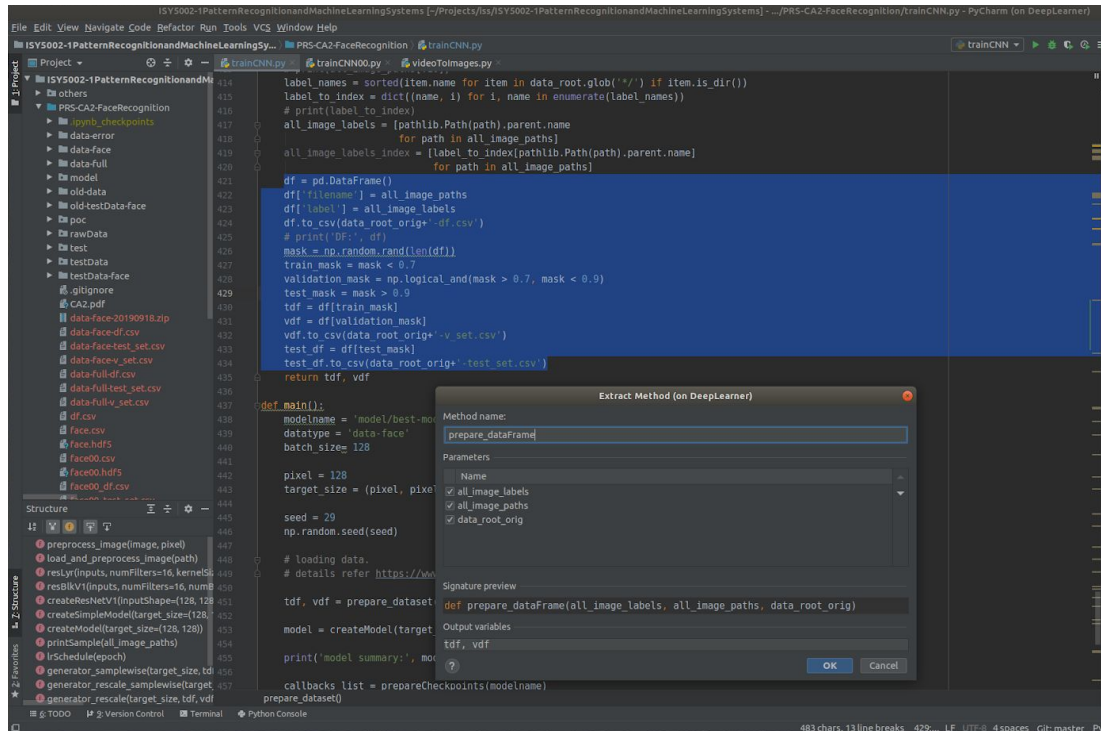 ISY5002-1PatternRecognitionandMachineLearningSystems [~/Projects/iss/ISY5002-1PatternRecognitionandMachineLearningSystems] - .../PRS-CA2-FaceRecognition/trainCNN.py - PyCharm (on DeepLearner)
File Edit View Navigate Code Refactor Run Tools VCS Window Help
ISY5002-1PatternRecognitionandMachineLearningSy... PRS-CA2-FaceRecognition trainCNN.py
trainCNN
1: Project
Project
trainCNN.py
trainCNN00.py
videoToImages.py
ISY5002-1PatternRecognitionandMa
others
PRS-CA2-FaceRecognition
.ipynb_checkpoints
data-error
data-face
data-full
model
old-data
old-testData-face
poc
rawData
test
testData
testData-face
.gitignore
CA2.pdf
data-face-20190918.zip
data-face-df.csv
data-face-test_set.csv
data-face-v_set.csv
data-full-df.csv
data-full-test_set.csv
data-full-v_set.csv
df.csv
face.csv
face.hdf5
face00.csv
face00.hdf5
face00_df.csv
Structure
preprocess_image(image, pixel)
load_and_preprocess_image(path)
resLyr(inputs, numFilters=16, kernelSi
resBlkV1(inputs, numFilters=16, numB
createResNetV1(inputShape=(128, 128
createSimpleModel(target_size=(128,
createModel(target_size=(128, 128))
printSample(all_image_paths)
lrSchedule(epoch)
generator_samplewise(target_size, td
generator_rescale_samplewise(target_
generator_rescale(target_size, tdf, vdf
Z: Structure
2: Favorites
414 label_names = sorted(item.name for item in data_root.glob('*/') if item.is_dir())
415 label_to_index = dict((name, i) for i, name in enumerate(label_names))
416 # print(label_to_index)
417 all_image_labels = [pathlib.Path(path).parent.name
418 for path in all_image_paths]
419 all_image_labels_index = [label_to_index[pathlib.Path(path).parent.name]
420 for path in all_image_paths]
421 df = pd.DataFrame()
422 df['filename'] = all_image_paths
423 df['label'] = all_image_labels
424 df.to_csv(data_root_orig+'-df.csv')
425 # print('DF:', df)
426 mask = np.random.rand(len(df))
427 train_mask = mask < 0.7
428 validation_mask = np.logical_and(mask > 0.7, mask < 0.9)
429 test_mask = mask > 0.9
430 tdf = df[train_mask]
431 vdf = df[validation_mask]
432 vdf.to_csv(data_root_orig+'-v_set.csv')
433 test_df = df[test_mask]
434 test_df.to_csv(data_root_orig+'-test_set.csv')
435 return tdf, vdf
436
437 def main():
438 modelname = 'model/best-mo
439 datatype = 'data-face'
440 batch_size= 128
441
442 pixel = 128
443 target_size = (pixel, pixel
444
445 seed = 29
446 np.random.seed(seed)
447
448 # loading data.
449 # details refer https://www
450
451 tdf, vdf = prepare_dataset
452
453 model = createModel(target
454
455 print('model summary:', mod
456
457 callbacks_list = prepareCheckpoints(modelname)
prepare_dataset()
Extract Method (on DeepLearner)
Method name:
prepare_dataFrame
Parameters
Name
all_image_labels
all_image_paths
data_root_orig
Signature preview
def prepare_dataFrame(all_image_labels, all_image_paths, data_root_orig)
Output variables
tdf, vdf
?
OK
Cancel
6: TODO 9: Version Control Terminal Python Console
483 chars, 13 line breaks 429:... LF UTF-8 4 spaces Git: master Py